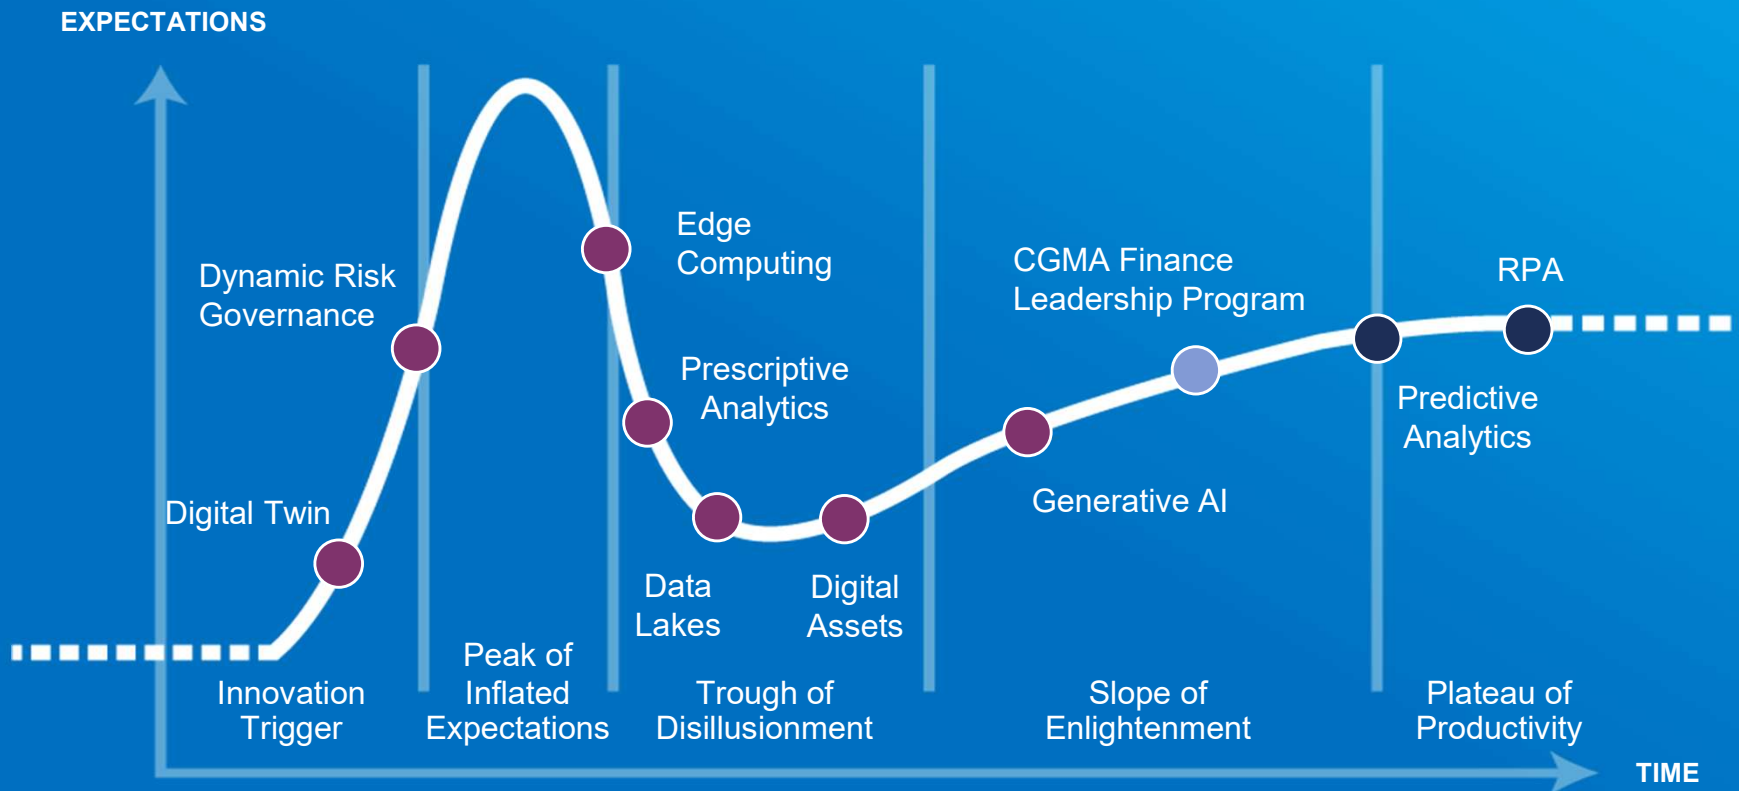 EXPECTATIONS
Edge
Computing
Dynamic Risk
Governance
CGMA Finance
Leadership Program
RPA
Prescriptive
Analytics
Predictive
Analytics
Digital Twin
Generative AI
Data
Lakes
Digital
Assets
Innovation
Trigger
Peak of
Inflated
Expectations
Trough of
Disillusionment
Slope of
Enlightenment
Plateau of
Productivity
TIME